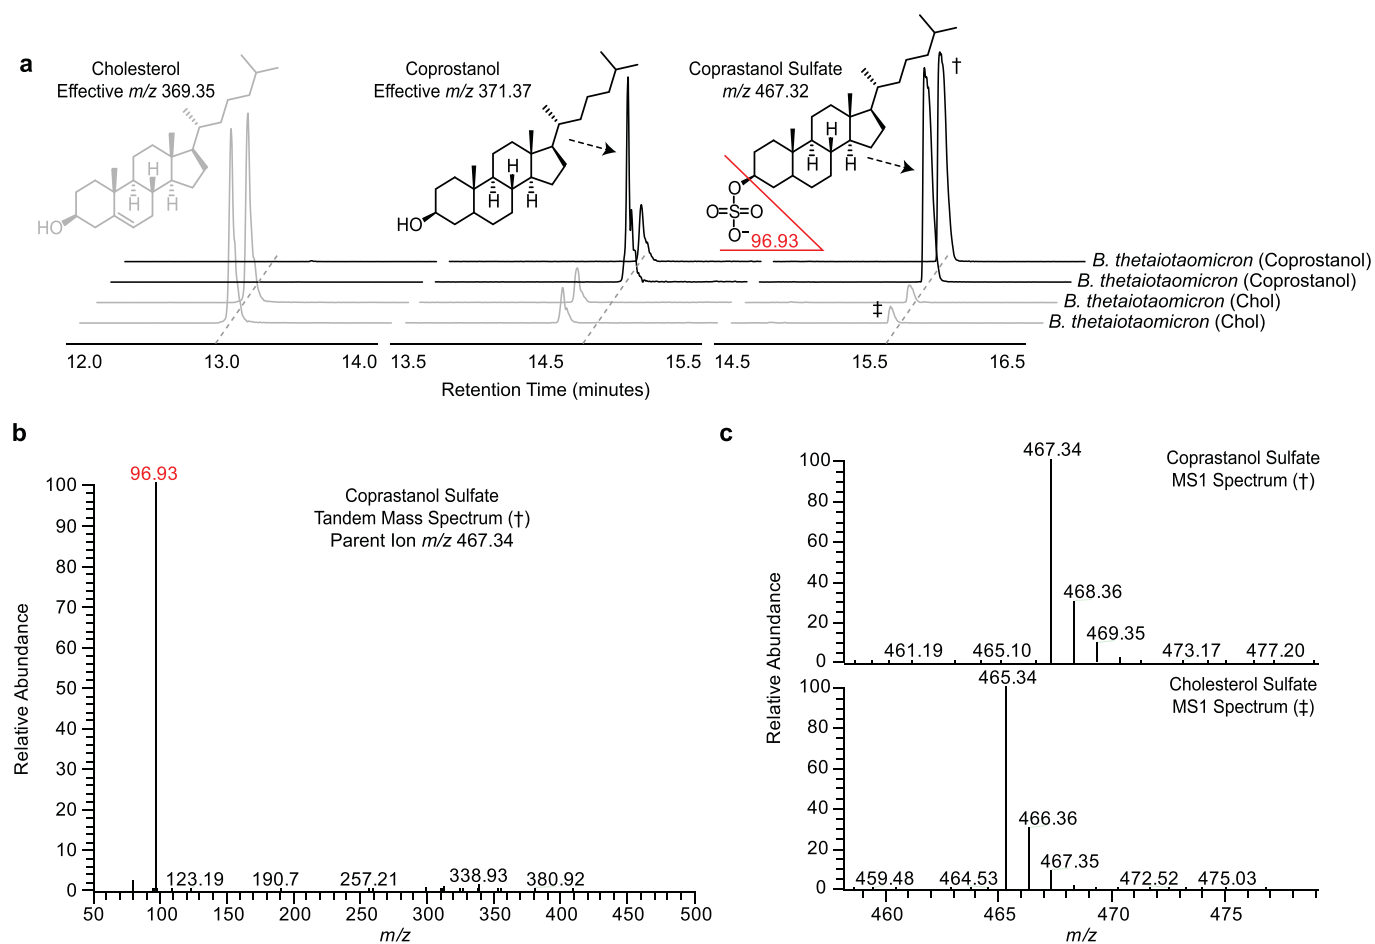 a
Cholesterol
Effective m/z 369.35
Coprostanol
Effective m/z 371.37
Coprastanol Sulfate
m/z 467.32
†
H
H
H
HO
H
H
H
HO
H
H
H
O
O=S=O
O−
96.93
B. thetaiotaomicron (Coprostanol)
B. thetaiotaomicron (Coprostanol)
‡
B. thetaiotaomicron (Chol)
B. thetaiotaomicron (Chol)
12.0 13.0 14.0 13.5 14.5 15.5 14.5 15.5 16.5
Retention Time (minutes)
b
96.93
Coprastanol Sulfate
Tandem Mass Spectrum (†)
Parent Ion m/z 467.34
100
90
80
70
60
50
40
30
20
10
0
Relative Abundance
123.19 190.7 257.21 338.93 380.92
50 100 150 200 250 300 350 400 450 500
m/z
c
467.34
Coprastanol Sulfate
MS1 Spectrum (†)
468.36
469.35
461.19 465.10 473.17 477.20
100
80
60
40
20
0
Relative Abundance
465.34
Cholesterol Sulfate
MS1 Spectrum (‡)
466.36
467.35
459.48 464.53 472.52 475.03
100
80
60
40
20
0
460 465 470 475
m/z